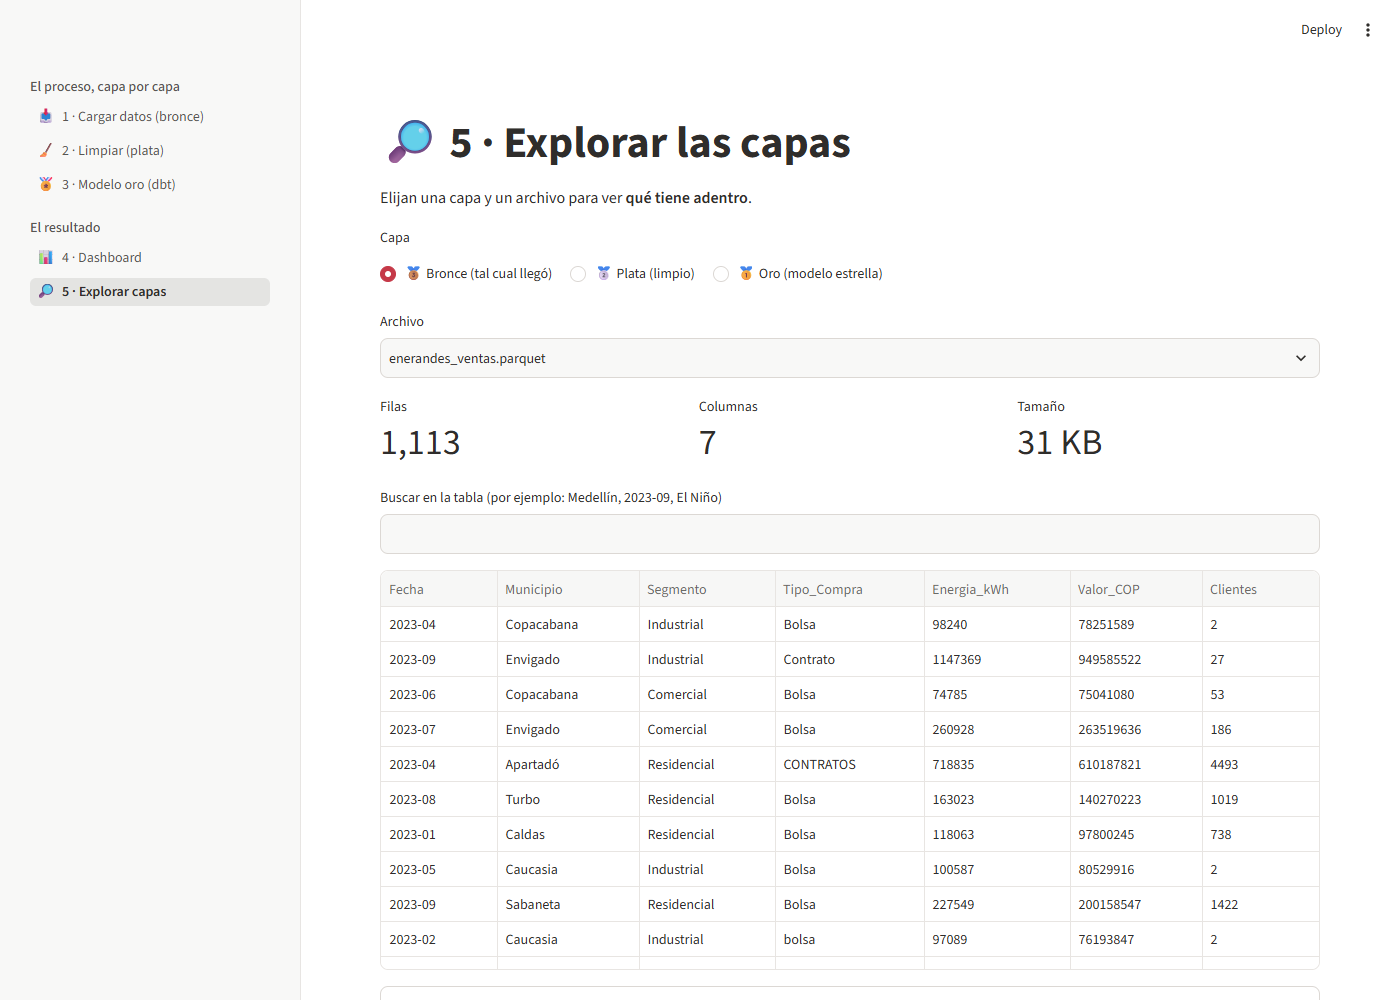 Deploy
El proceso, capa por capa
1 · Cargar datos (bronce)
2 · Limpiar (plata)
3 · Modelo oro (dbt)
El resultado
4 · Dashboard
5 · Explorar capas
5 · Explorar las capas
Elijan una capa y un archivo para ver qué tiene adentro.
Capa
Bronce (tal cual llegó) Plata (limpio) Oro (modelo estrella)
Archivo
enerandes_ventas.parquet
Filas Columnas Tamaño
1,113 7 31 KB
Buscar en la tabla (por ejemplo: Medellín, 2023-09, El Niño)
Fecha Municipio Segmento Tipo_Compra Energia_kWh Valor_COP Clientes
2023-04 Copacabana Industrial Bolsa 98240 78251589 2
2023-09 Envigado Industrial Contrato 1147369 949585522 27
2023-06 Copacabana Comercial Bolsa 74785 75041080 53
2023-07 Envigado Comercial Bolsa 260928 263519636 186
2023-04 Apartadó Residencial CONTRATOS 718835 610187821 4493
2023-08 Turbo Residencial Bolsa 163023 140270223 1019
2023-01 Caldas Residencial Bolsa 118063 97800245 738
2023-05 Caucasia Industrial Bolsa 100587 80529916 2
2023-09 Sabaneta Residencial Bolsa 227549 200158547 1422
2023-02 Caucasia Industrial bolsa 97089 76193847 2